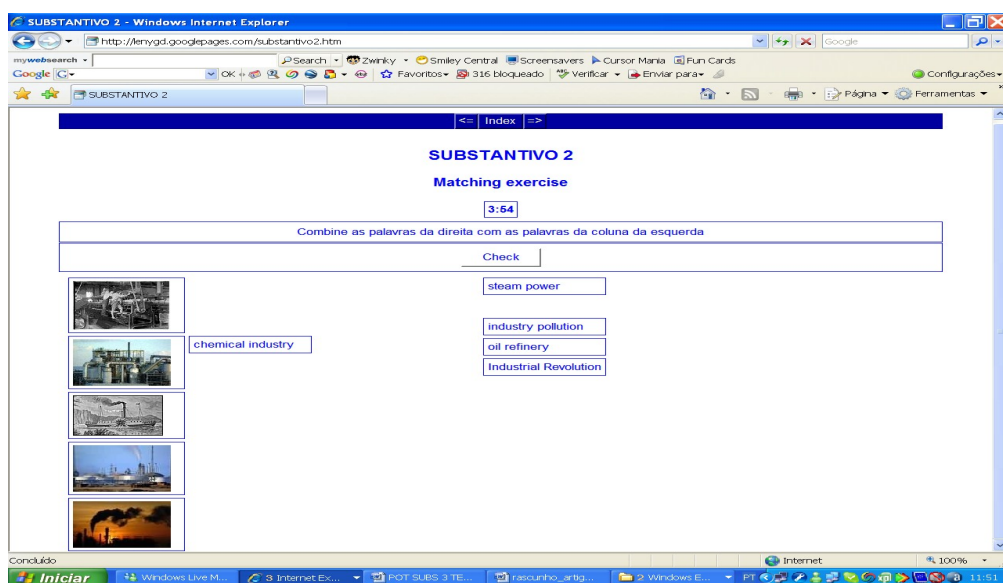 SUBSTANTIVO 2 - Windows Internet Explorer
http://lenygd.googlepages.com/substantivo2.htm
Google
mywebsearch
Search Zwinky Smiley Central Screensavers Cursor Mania Fun Cards
Google G OK Favoritos 316 bloqueado Verificar Enviar para Configurações
SUBSTANTIVO 2 Página Ferramentas
<= Index =>
SUBSTANTIVO 2
Matching exercise
3:54
Combine as palavras da direita com as palavras da coluna da esquerda
Check
steam power
industry pollution
chemical industry
oil refinery
Industrial Revolution
Concluído Internet 100%
Iniciar Windows Live M... 3 Internet Ex... POT SUBS 3 TE... rascunho_artig... 2 Windows E... PT 11:51